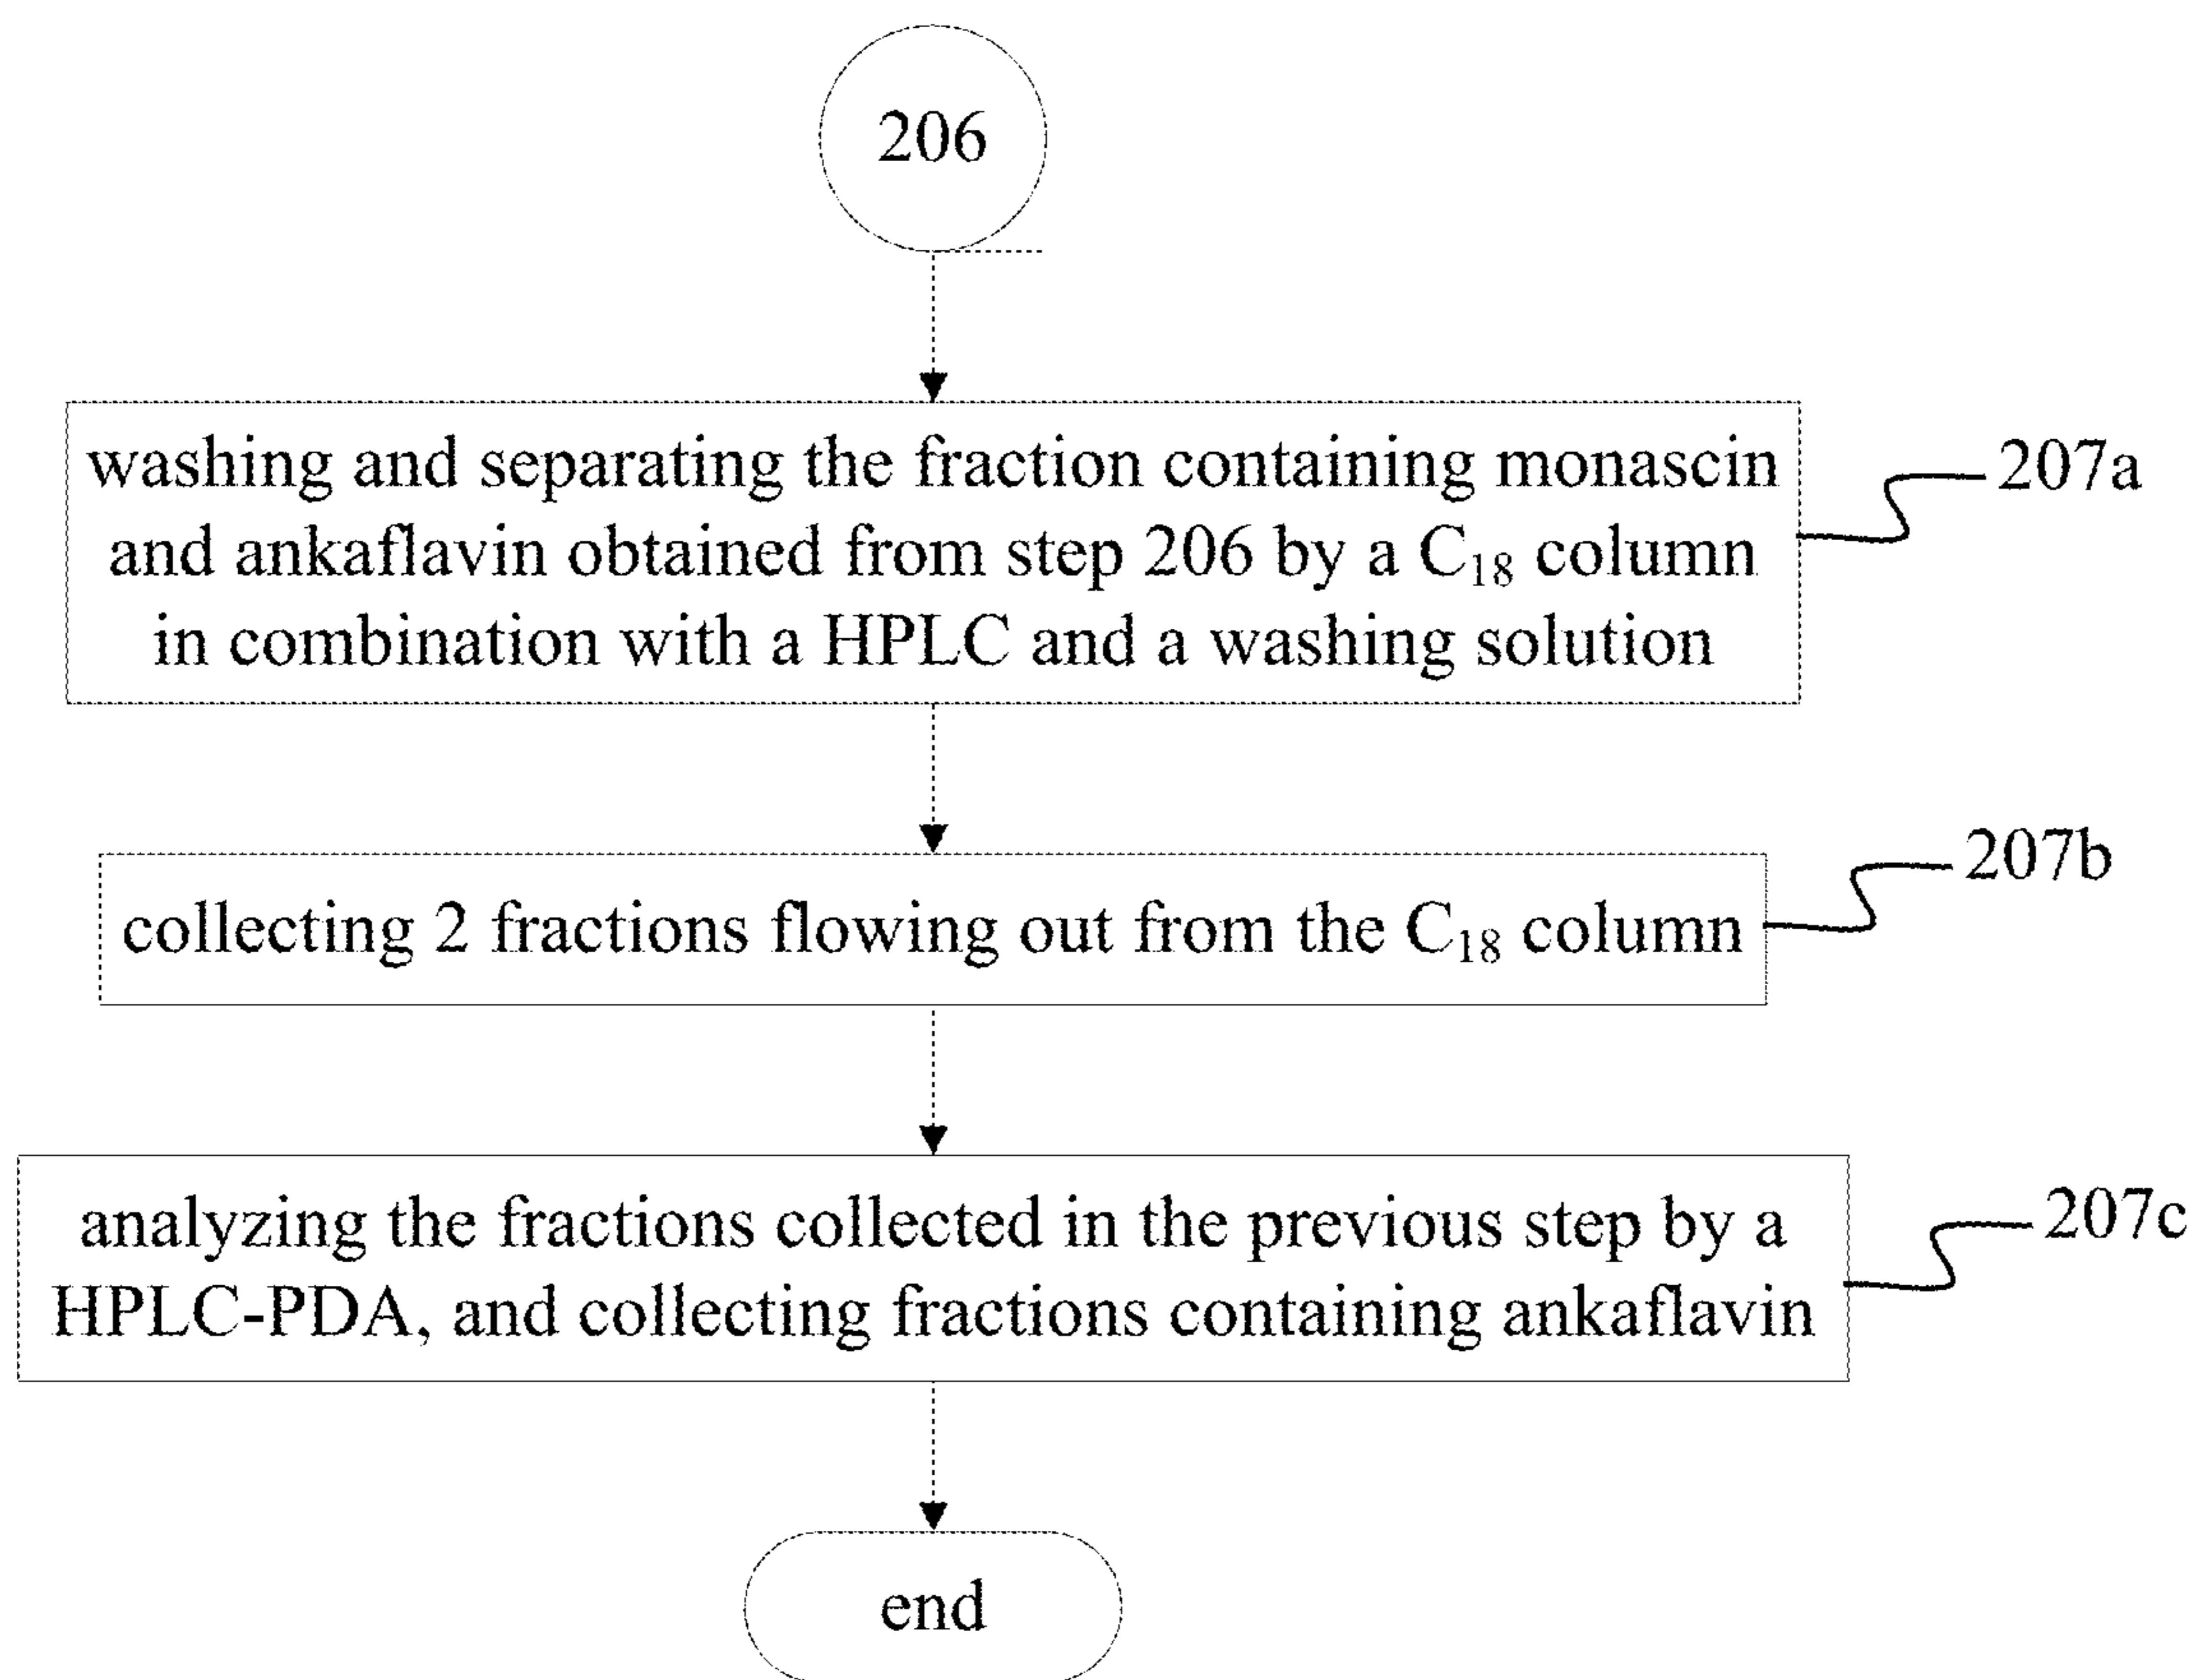 206
washing and separating the fraction containing monascin
and ankaflavin obtained from step 206 by a C₁₈ column
in combination with a HPLC and a washing solution
207a
collecting 2 fractions flowing out from the C₁₈ column
207b
analyzing the fractions collected in the previous step by a
HPLC-PDA, and collecting fractions containing ankaflavin
207c
end